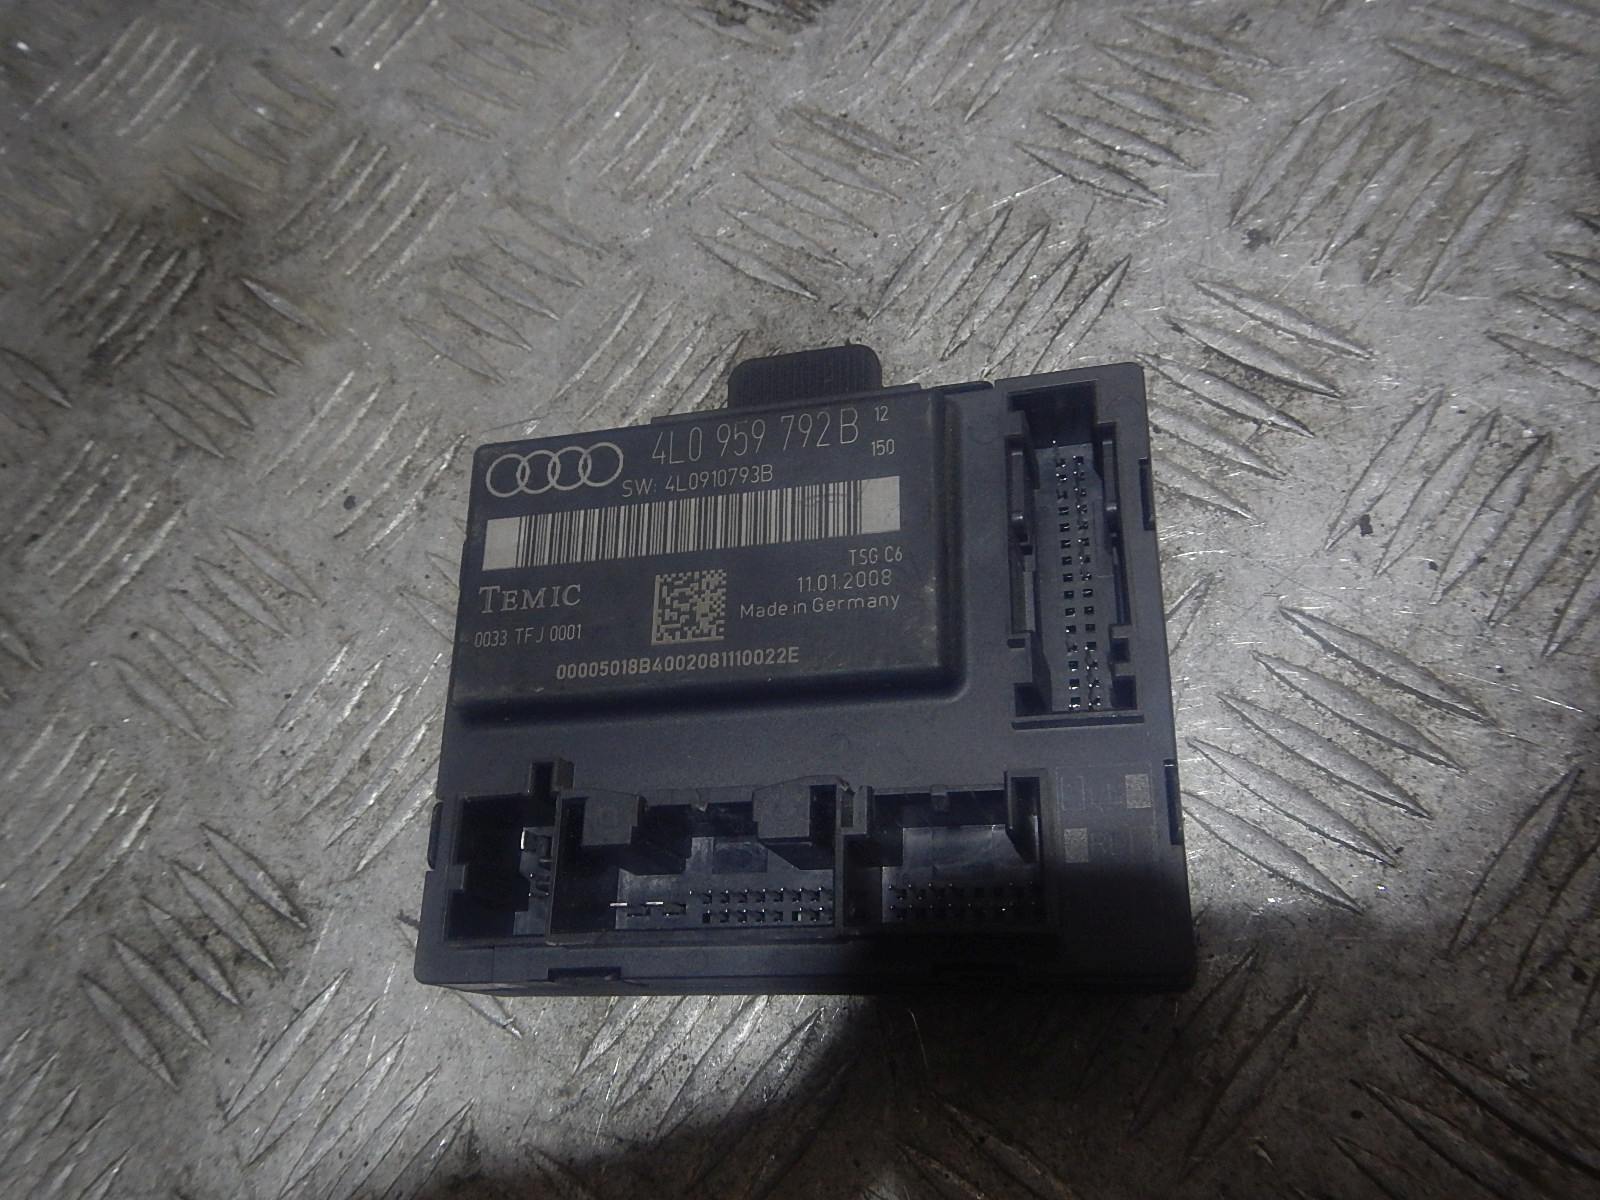 4L0 959 792 B 12
150
SW: 4L0910793B
TSG C6
11.01.2008
Made in Germany
TEMIC
0033 TFJ 0001
00005018B4002081110022E